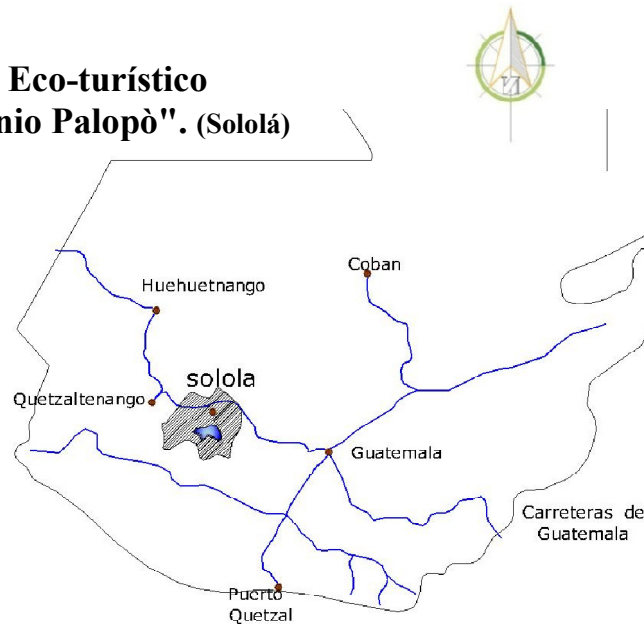 Eco-turístico
nio Palopò". (Sololá)
N
Coban
Huehuetnango
solola
Quetzaltenango
Guatemala
Carreteras de
Guatemala
Puerto
Quetzal